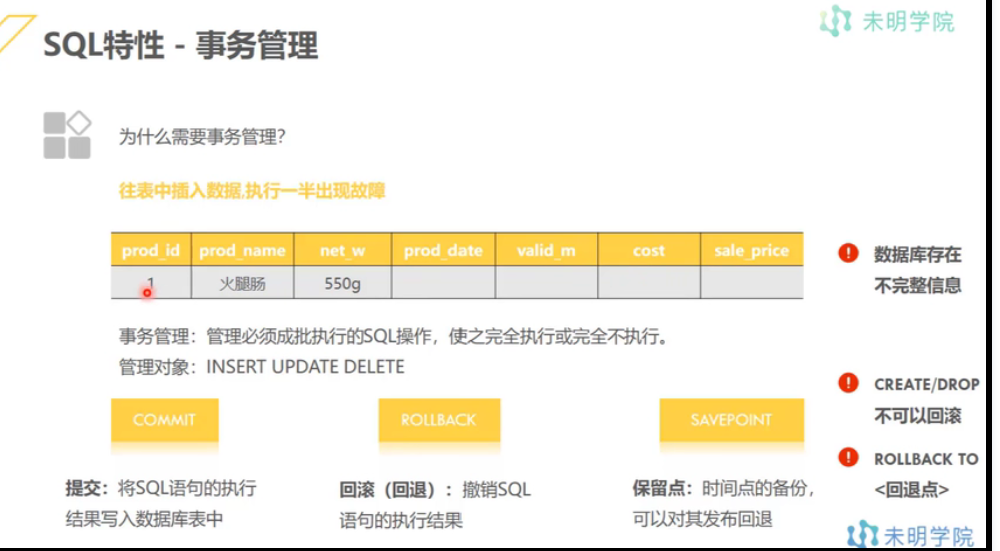 未明学院
SQL特性 - 事务管理
为什么需要事务管理?
往表中插入数据,执行一半出现故障
prod_id prod_name net_w prod_date valid_m cost sale_price
1 火腿肠 550g
! 数据库存在
不完整信息
事务管理：管理必须成批执行的SQL操作，使之完全执行或完全不执行。
管理对象：INSERT UPDATE DELETE
! CREATE/DROP
不可以回滚
COMMIT ROLLBACK SAVEPOINT
! ROLLBACK TO
<回退点>
提交：将SQL语句的执行
结果写入数据库表中
回滚（回退）：撤销SQL
语句的执行结果
保留点：时间点的备份，
可以对其发布回退
未明学院